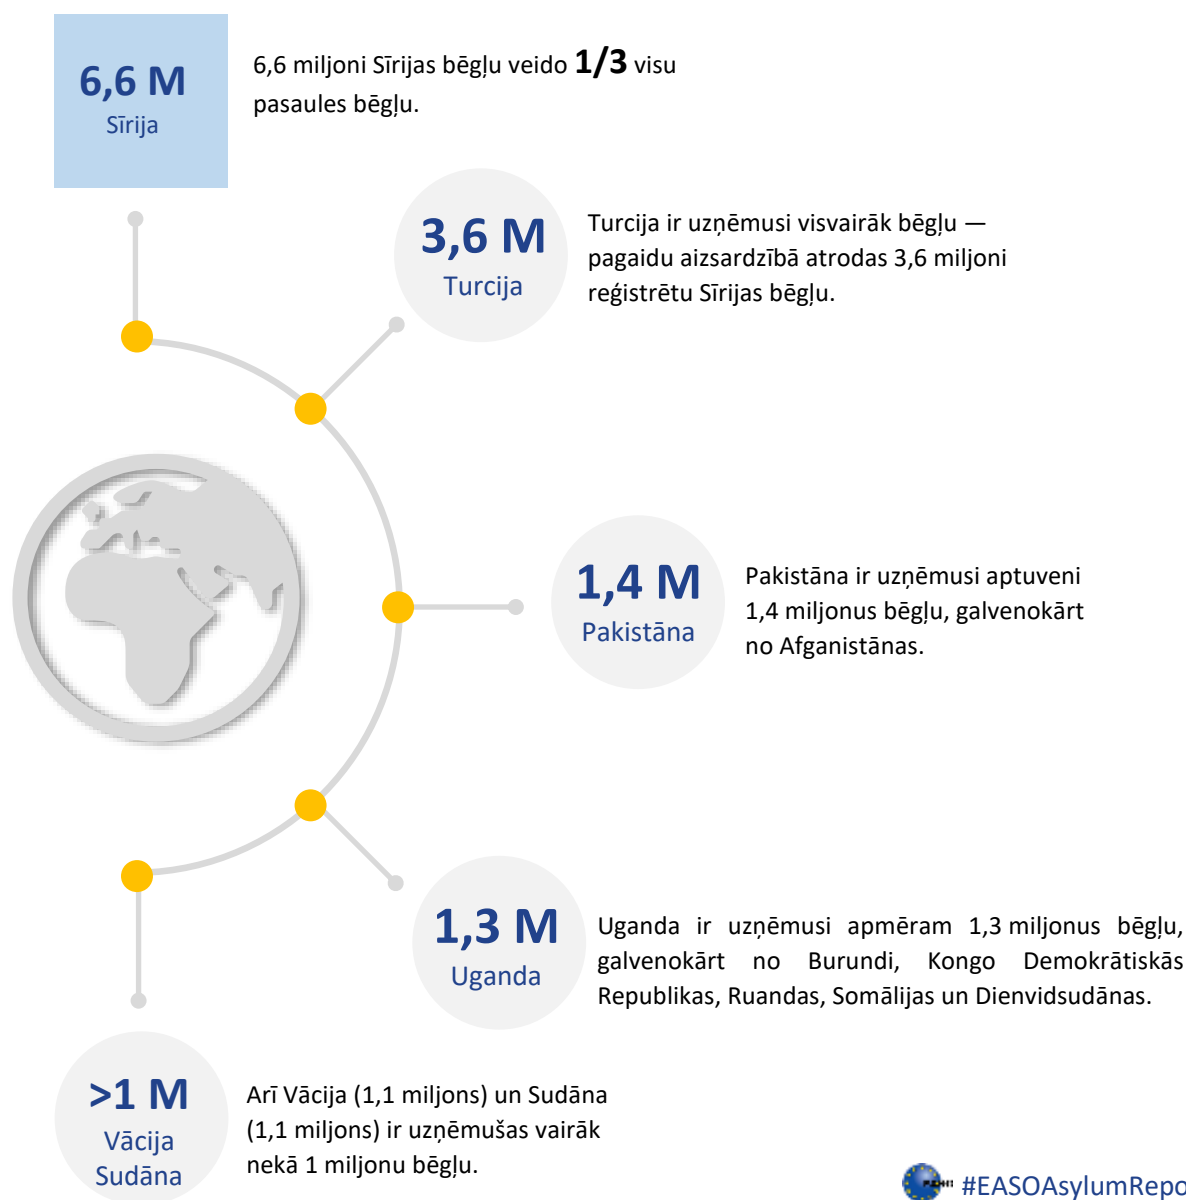 6,6 M
Sīrija
6,6 miljoni Sīrijas bēgļu veido 1/3 visu
pasaules bēgļu.
3,6 M
Turcija
Turcija ir uzņēmusi visvairāk bēgļu —
pagaidu aizsardzībā atrodas 3,6 miljoni
reģistrētu Sīrijas bēgļu.
1,4 M
Pakistāna
Pakistāna ir uzņēmusi aptuveni
1,4 miljonus bēgļu, galvenokārt
no Afganistānas.
1,3 M
Uganda
Uganda ir uzņēmusi apmēram 1,3 miljonus bēgļu,
galvenokārt no Burundi, Kongo Demokrātiskās
Republikas, Ruandas, Somālijas un Dienvidsudānas.
>1 M
Vācija
Sudāna
Arī Vācija (1,1 miljons) un Sudāna
(1,1 miljons) ir uzņēmušas vairāk
nekā 1 miljonu bēgļu.
#EASOAsylumRepo